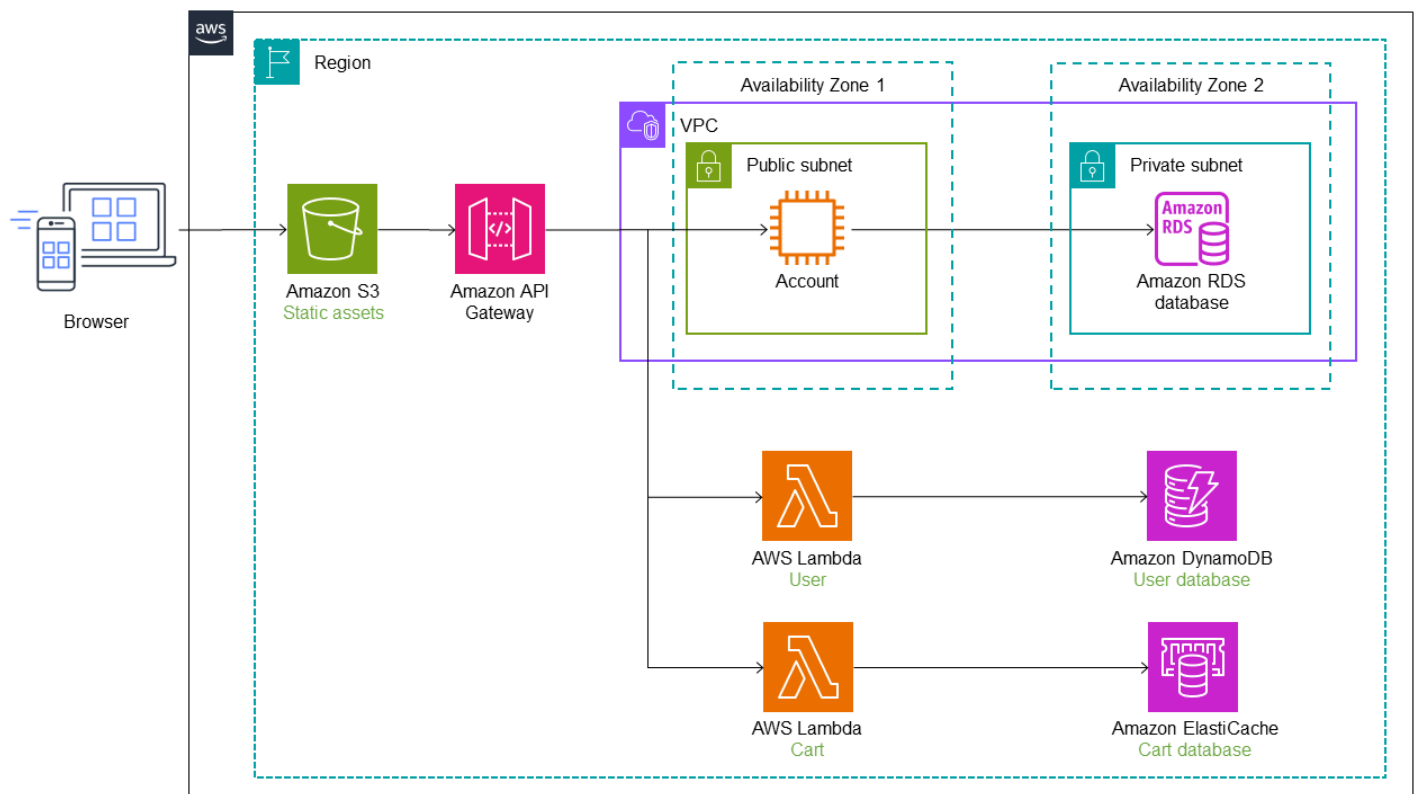 aws
Region
Availability Zone 1
Availability Zone 2
VPC
Public subnet
Private subnet
Amazon
RDS
Account
Amazon RDS
database
Amazon S3
Static assets
Amazon API
Gateway
</>
Browser
AWS Lambda
User
Amazon DynamoDB
User database
AWS Lambda
Cart
Amazon ElastiCache
Cart database